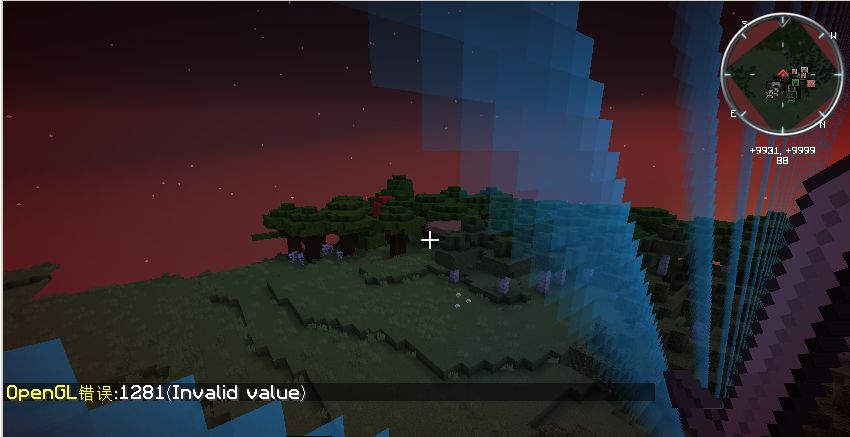 S
W
E
N
+9931, +9999
88
OpenGL错误:1281(Invalid value)